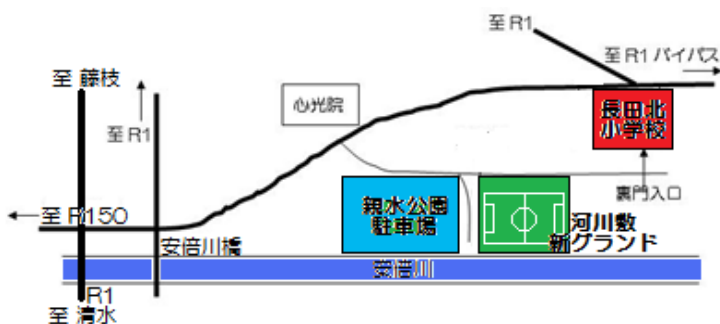 至 R1
至 R1 バイパス
至 藤枝
至 R1
心光院
長田北
小学校
裏門入口
親水公園
駐車場
河川敷
新グランド
至 R150
安倍川橋
安倍川
R1
至 清水